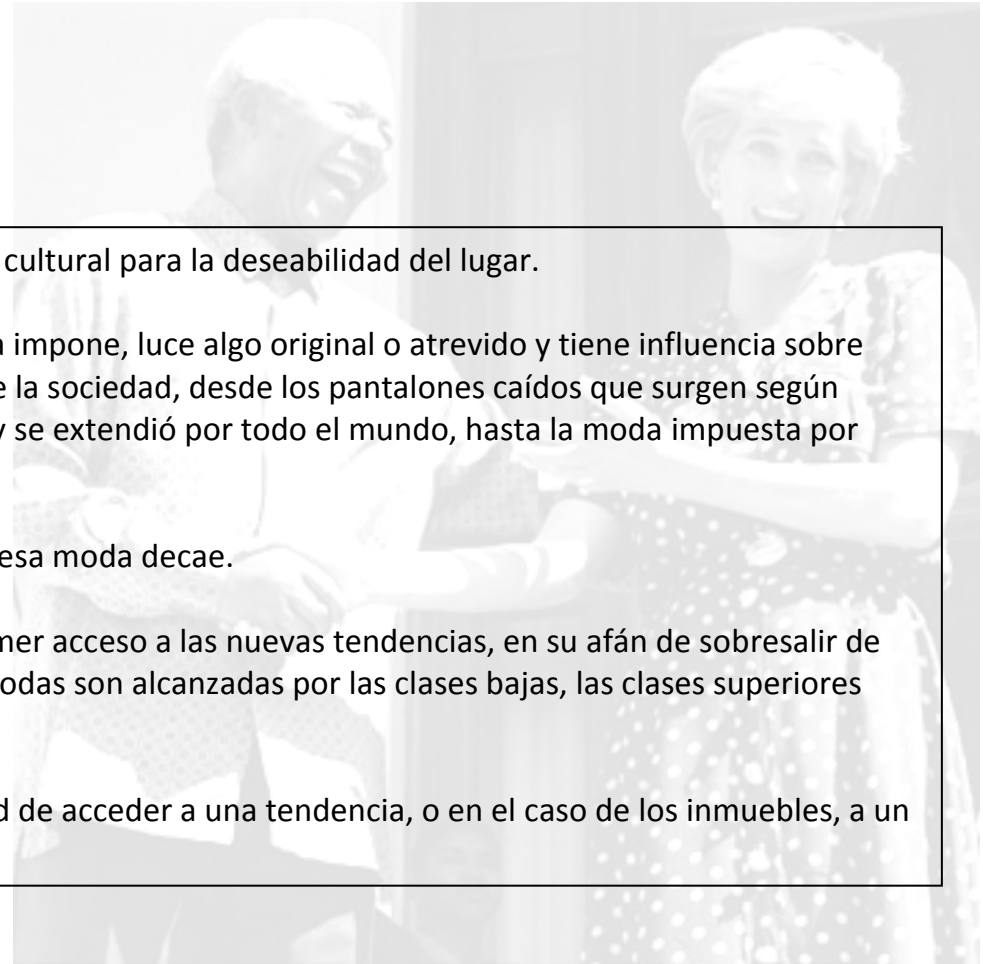 cultural para la deseabilidad del lugar.
impone, luce algo original o atrevido y tiene influencia sobre
la sociedad, desde los pantalones caídos que surgen según
y se extendió por todo el mundo, hasta la moda impuesta por
esa moda decae.
acceso a las nuevas tendencias, en su afán de sobresalir de
son alcanzadas por las clases bajas, las clases superiores
de acceder a una tendencia, o en el caso de los inmuebles, a un